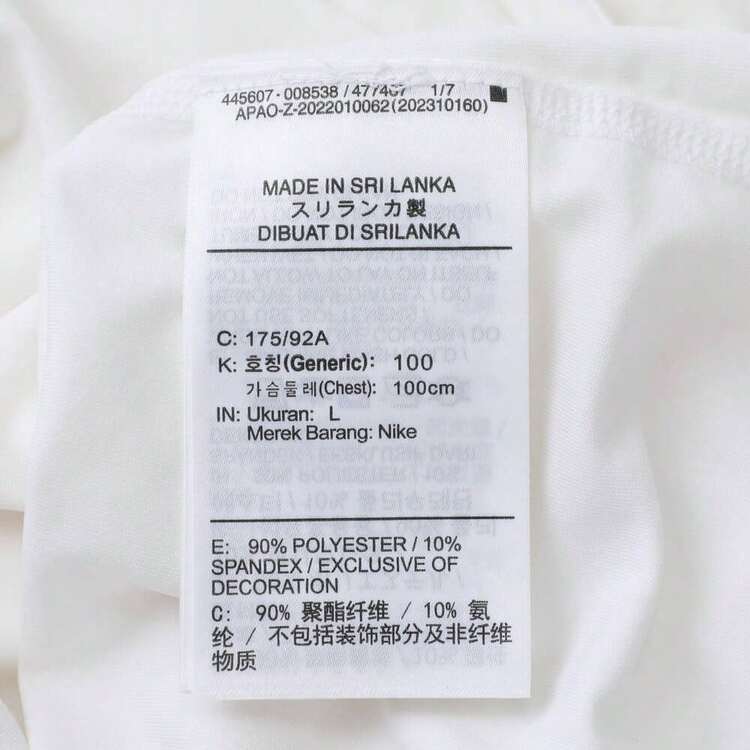 445607-008538 / 477467 1/7
APAO-Z-2022010062(202310160)
MADE IN SRI LANKA
スリランカ製
DIBUAT DI SRILANKA
C: 175/92A
K: 호칭(Generic): 100
가슴둘레(Chest): 100cm
IN: Ukuran: L
Merek Barang: Nike
E: 90% POLYESTER / 10%
SPANDEX / EXCLUSIVE OF
DECORATION
C: 90% 聚酯纤维 / 10% 氨
纶 / 不包括装饰部分及非纤维
物质